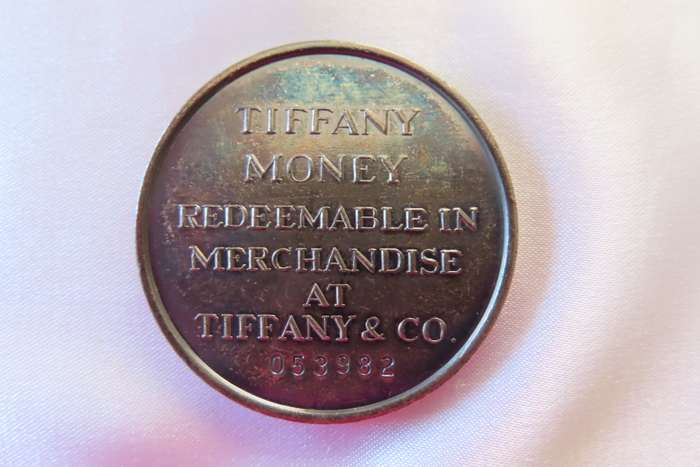 TIFFANY
MONEY
REDEEMABLE IN
MERCHANDISE
AT
TIFFANY & CO.
053982